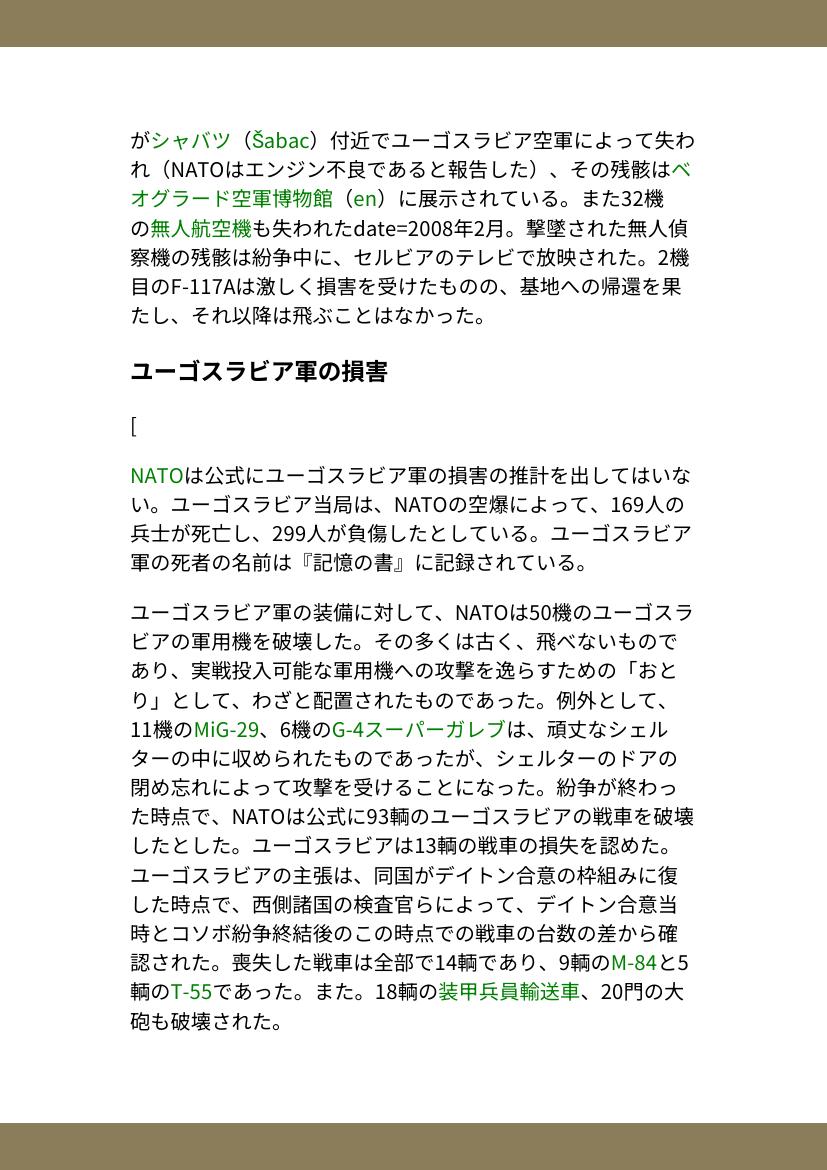 がシャバツ（Šabac）付近でユーゴスラビア空軍によって失わ
れ（NATOはエンジン不良であると報告した）、その残骸はベ
オグラード空軍博物館（en）に展示されている。また32機
の無人航空機も失われたdate=2008年2月。撃墜された無人偵
察機の残骸は紛争中に、セルビアのテレビで放映された。2機
目のF-117Aは激しく損害を受けたものの、基地への帰還を果
たし、それ以降は飛ぶことはなかった。
ユーゴスラビア軍の損害
[
NATOは公式にユーゴスラビア軍の損害の推計を出してはいな
い。ユーゴスラビア当局は、NATOの空爆によって、169人の
兵士が死亡し、299人が負傷したとしている。ユーゴスラビア
軍の死者の名前は『記憶の書』に記録されている。
ユーゴスラビア軍の装備に対して、NATOは50機のユーゴスラ
ビアの軍用機を破壊した。その多くは古く、飛べないもので
あり、実戦投入可能な軍用機への攻撃を逸らすための「おと
り」として、わざと配置されたものであった。例外として、
11機のMiG-29、6機のG-4スーパーガレブは、頑丈なシェル
ターの中に収められたものであったが、シェルターのドアの
閉め忘れによって攻撃を受けることになった。紛争が終わっ
た時点で、NATOは公式に93輌のユーゴスラビアの戦車を破壊
したとした。ユーゴスラビアは13輌の戦車の損失を認めた。
ユーゴスラビアの主張は、同国がデイトン合意の枠組みに復
した時点で、西側諸国の検査官らによって、デイトン合意当
時とコソボ紛争終結後のこの時点での戦車の台数の差から確
認された。喪失した戦車は全部で14輌であり、9輌のM-84と5
輌のT-55であった。また。18輌の装甲兵員輸送車、20門の大
砲も破壊された。